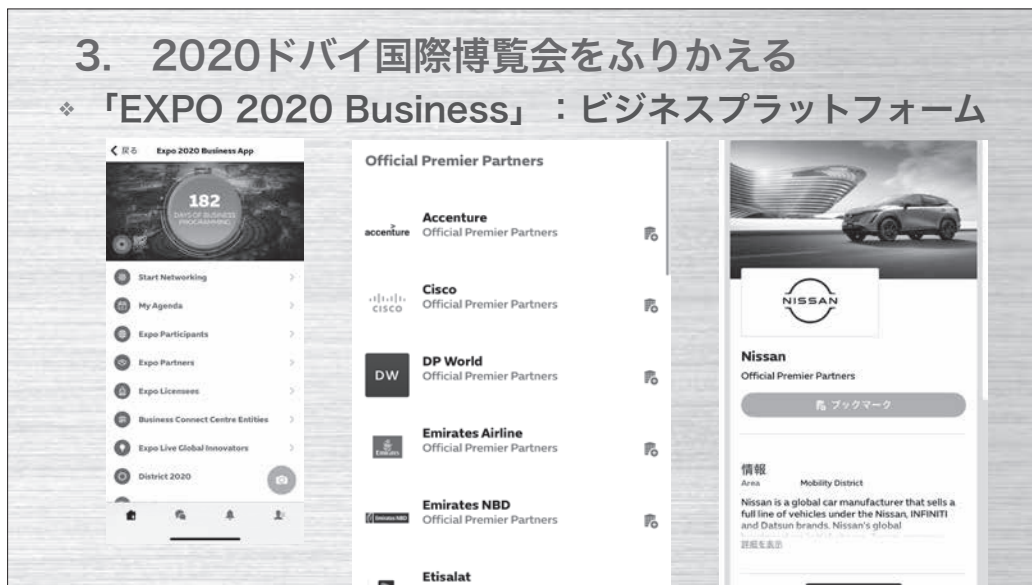 3. 2020ドバイ国際博覧会をふりかえる
❖ 「EXPO 2020 Business」：ビジネスプラットフォーム
戻る Expo 2020 Business App
182
DAYS OF BUSINESS
PROGRAMMING
Start Networking
My Agenda
Expo Participants
Expo Partners
Expo Licensees
Business Connect Centre Entities
Expo Live Global Innovators
District 2020
Official Premier Partners
accenture
Accenture
Official Premier Partners
CISCO
Cisco
Official Premier Partners
DW
DP World
Official Premier Partners
Emirates
Emirates Airline
Official Premier Partners
Emirates NBD
Emirates NBD
Official Premier Partners
Etisalat
NISSAN
Nissan
Official Premier Partners
ブックマーク
情報
Area Mobility District
Nissan is a global car manufacturer that sells a
full line of vehicles under the Nissan, INFINITI
and Datsun brands. Nissan's global
詳細を表示